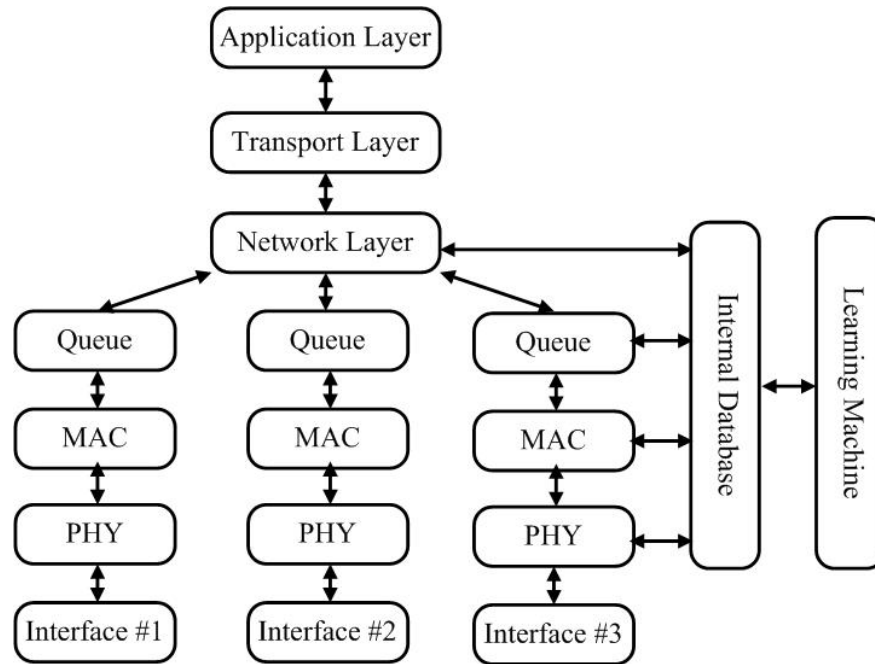 Application Layer
Transport Layer
Network Layer
Queue
Queue
Queue
MAC
MAC
MAC
PHY
PHY
PHY
Interface #1
Interface #2
Interface #3
Internal Database
Learning Machine